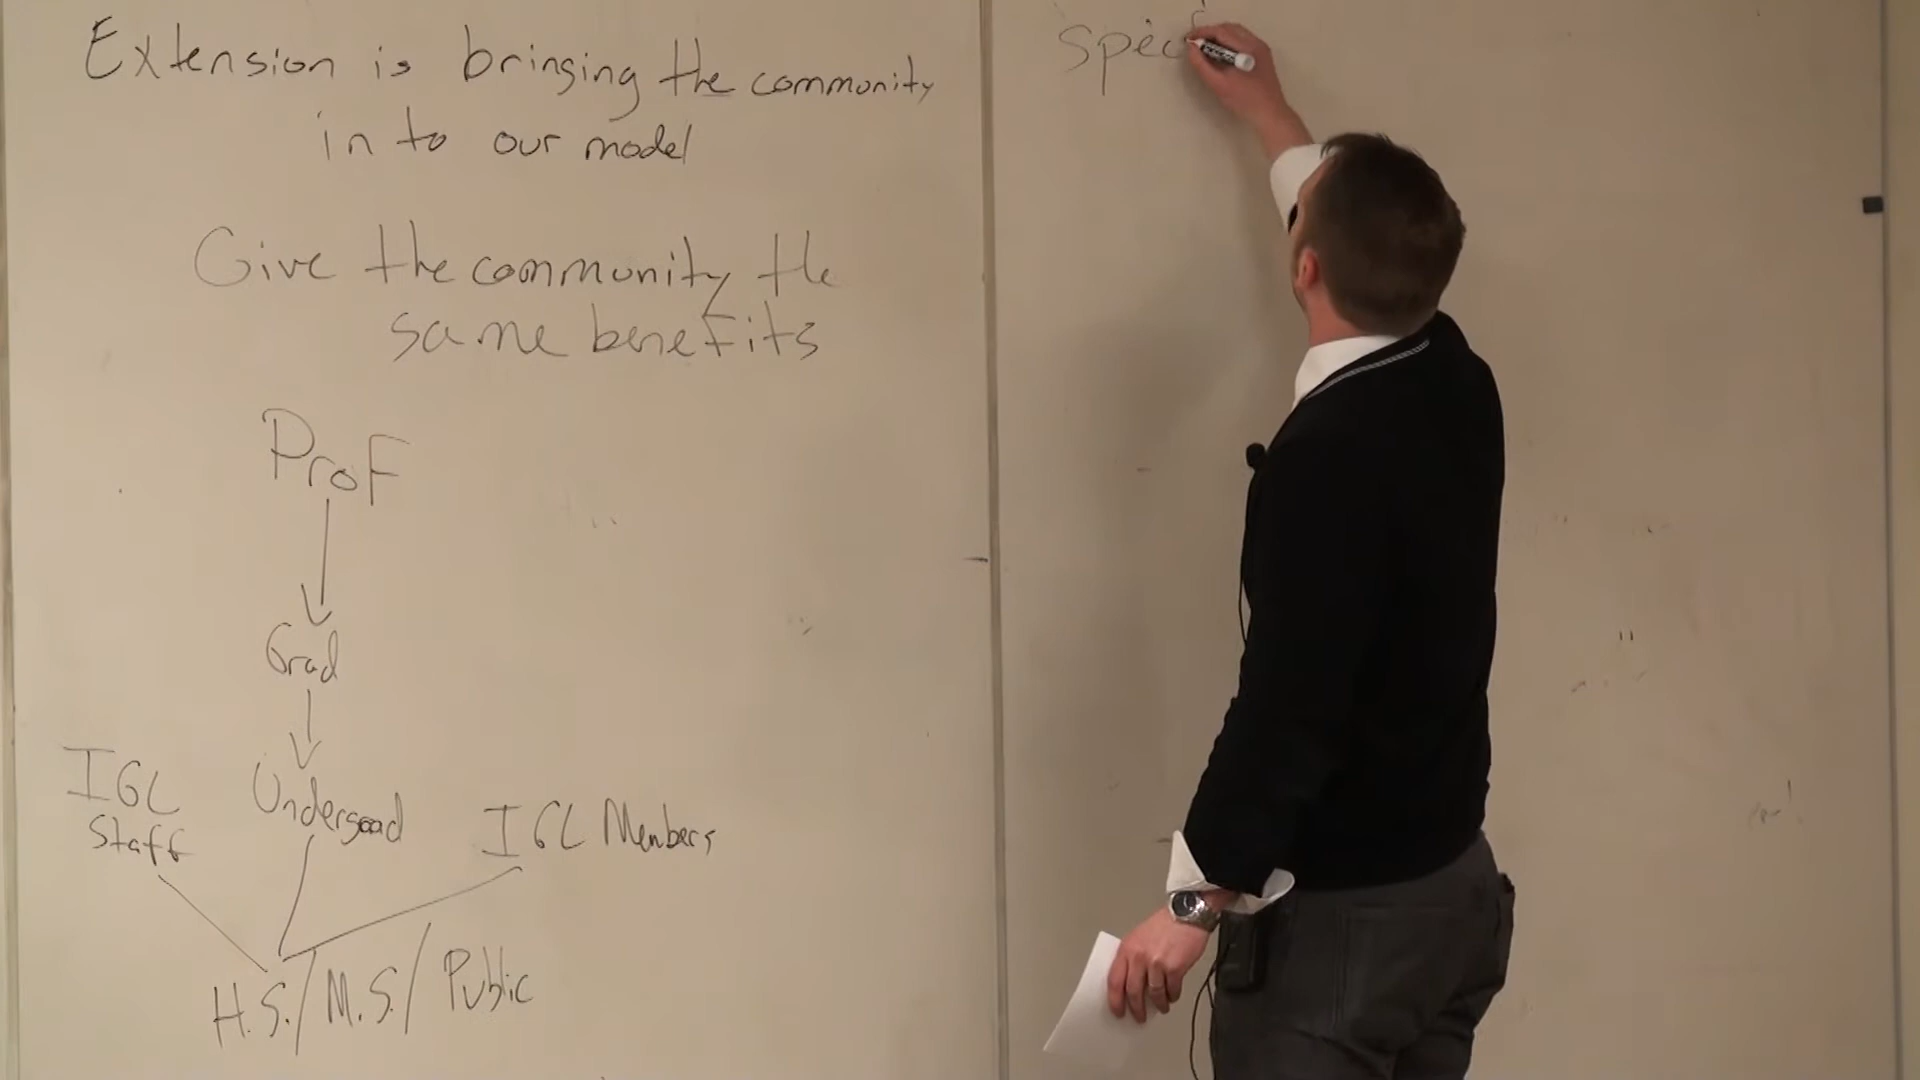 Extension is bringing the community
in to our model
Give the community the
same benefits
Prof
Grad
IGL
Staff
Undergrad
IGL Members
H.S./M.S./Public